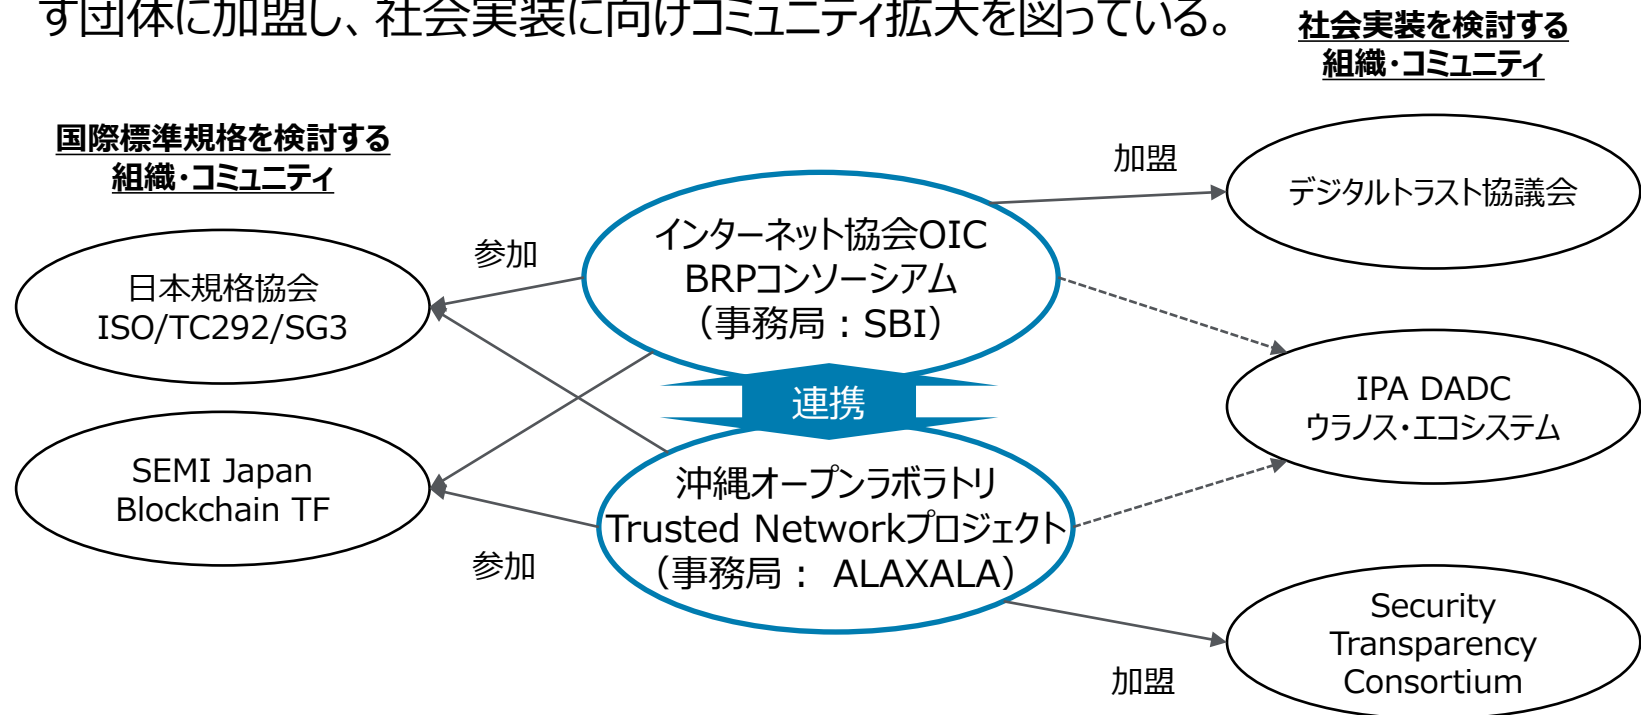 す団体に加盟し、社会実装に向けコミュニティ拡大を図っている。
社会実装を検討する
組織・コミュニティ
国際標準規格を検討する
組織・コミュニティ
加盟
デジタルトラスト協議会
インターネット協会OIC
BRPコンソーシアム
（事務局：SBI）
参加
日本規格協会
ISO/TC292/SG3
連携
IPA DADC
ウラノス・エコシステム
SEMI Japan
Blockchain TF
沖縄オープンラボラトリ
Trusted Networkプロジェクト
（事務局： ALAXALA）
参加
Security
Transparency
Consortium
加盟